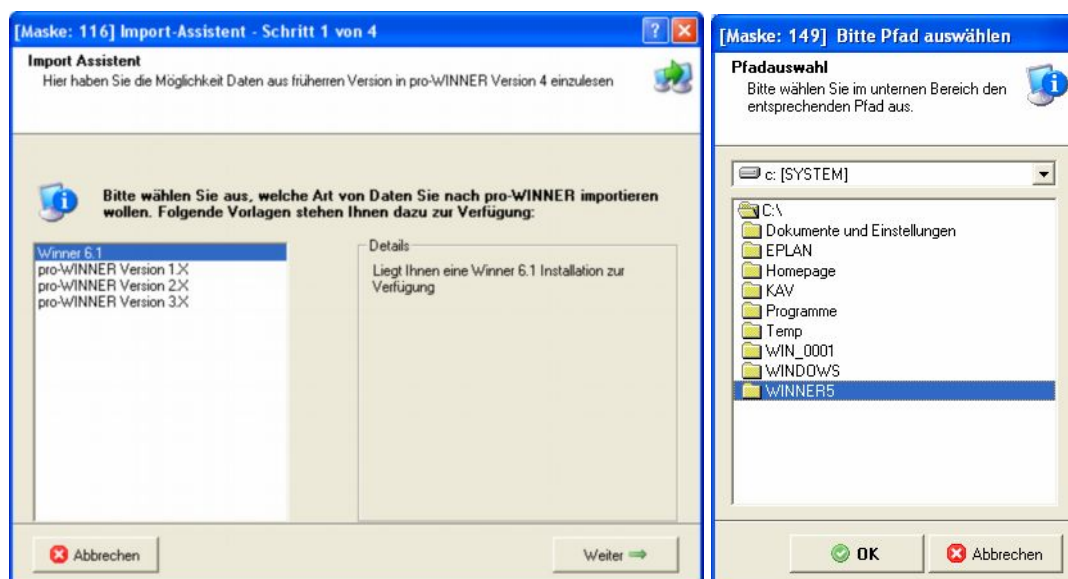 [Maske: 116] Import-Assistent - Schritt 1 von 4
Import Assistent
Hier haben Sie die Möglichkeit Daten aus früherren Version in pro-WINNER Version 4 einzulesen
Bitte wählen Sie aus, welche Art von Daten Sie nach pro-WINNER importieren
wollen. Folgende Vorlagen stehen Ihnen dazu zur Verfügung:
Winner 6.1
pro-WINNER Version 1.X
pro-WINNER Version 2.X
pro-WINNER Version 3.X
Details
Liegt Ihnen eine Winner 6.1 Installation zur
Verfügung
Abbrechen
Weiter
[Maske: 149] Bitte Pfad auswählen
Pfadauswahl
Bitte wählen Sie im unternen Bereich den
entsprechenden Pfad aus.
c: [SYSTEM]
C:\
Dokumente und Einstellungen
EPLAN
Homepage
KAV
Programme
Temp
WIN_0001
WINDOWS
WINNER5
OK
Abbrechen